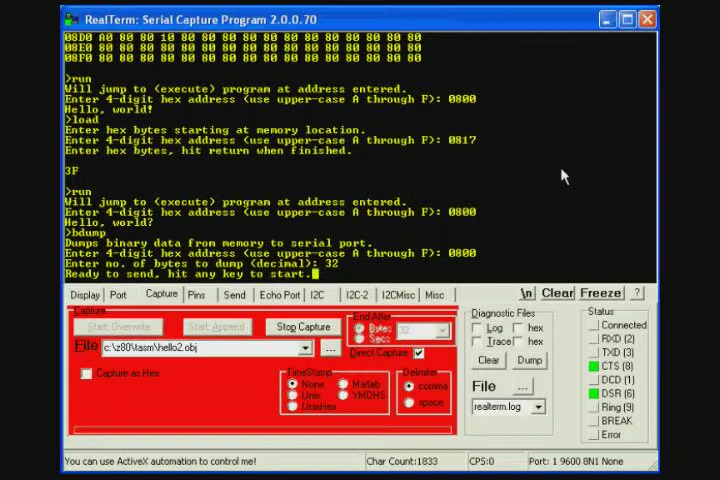 RealTerm: Serial Capture Program 2.0.0.70
08D0 A0 80 80 10 80 80 80 80 80 80 80 80 80 80 80 80
08E0 80 80 80 80 80 80 80 80 80 80 80 80 80 80 80 80
08F0 80 80 80 80 80 80 80 80 80 80 80 80 80 80 80 80
>run
Will jump to (execute) program at address entered.
Enter 4-digit hex address (use upper-case A through F): 0800
Hello, world!
>load
Enter hex bytes starting at memory location.
Enter 4-digit hex address (use upper-case A through F): 0817
Enter hex bytes, hit return when finished.
3F
>run
Will jump to (execute) program at address entered.
Enter 4-digit hex address (use upper-case A through F): 0800
Hello, world?
>bdump
Dumps binary data from memory to serial port.
Enter 4-digit hex address (use upper-case A through F): 0800
Enter no. of bytes to dump (decimal): 32
Ready to send, hit any key to start.
Display Port Capture Pins Send Echo Port I2C I2C-2 I2CMisc Misc \n Clear Freeze ?
Capture
Start: Overwrite Start: Append Stop Capture
File c:\z80\tasm\hello2.obj ...
Capture as Hex
End After
Bytes 32
Secs
Direct Capture
TimeStamp
None Matlab
Unix YMDHS
UnixHex
Delimiter
comma
space
Diagnostic Files
Log hex
Trace hex
Clear Dump
File ...
realterm.log
Status
Connected
RXD (2)
TXD (3)
CTS (8)
DCD (1)
DSR (6)
Ring (9)
BREAK
Error
You can use ActiveX automation to control me! Char Count:1833 CPS:0 Port: 1 9600 8N1 None